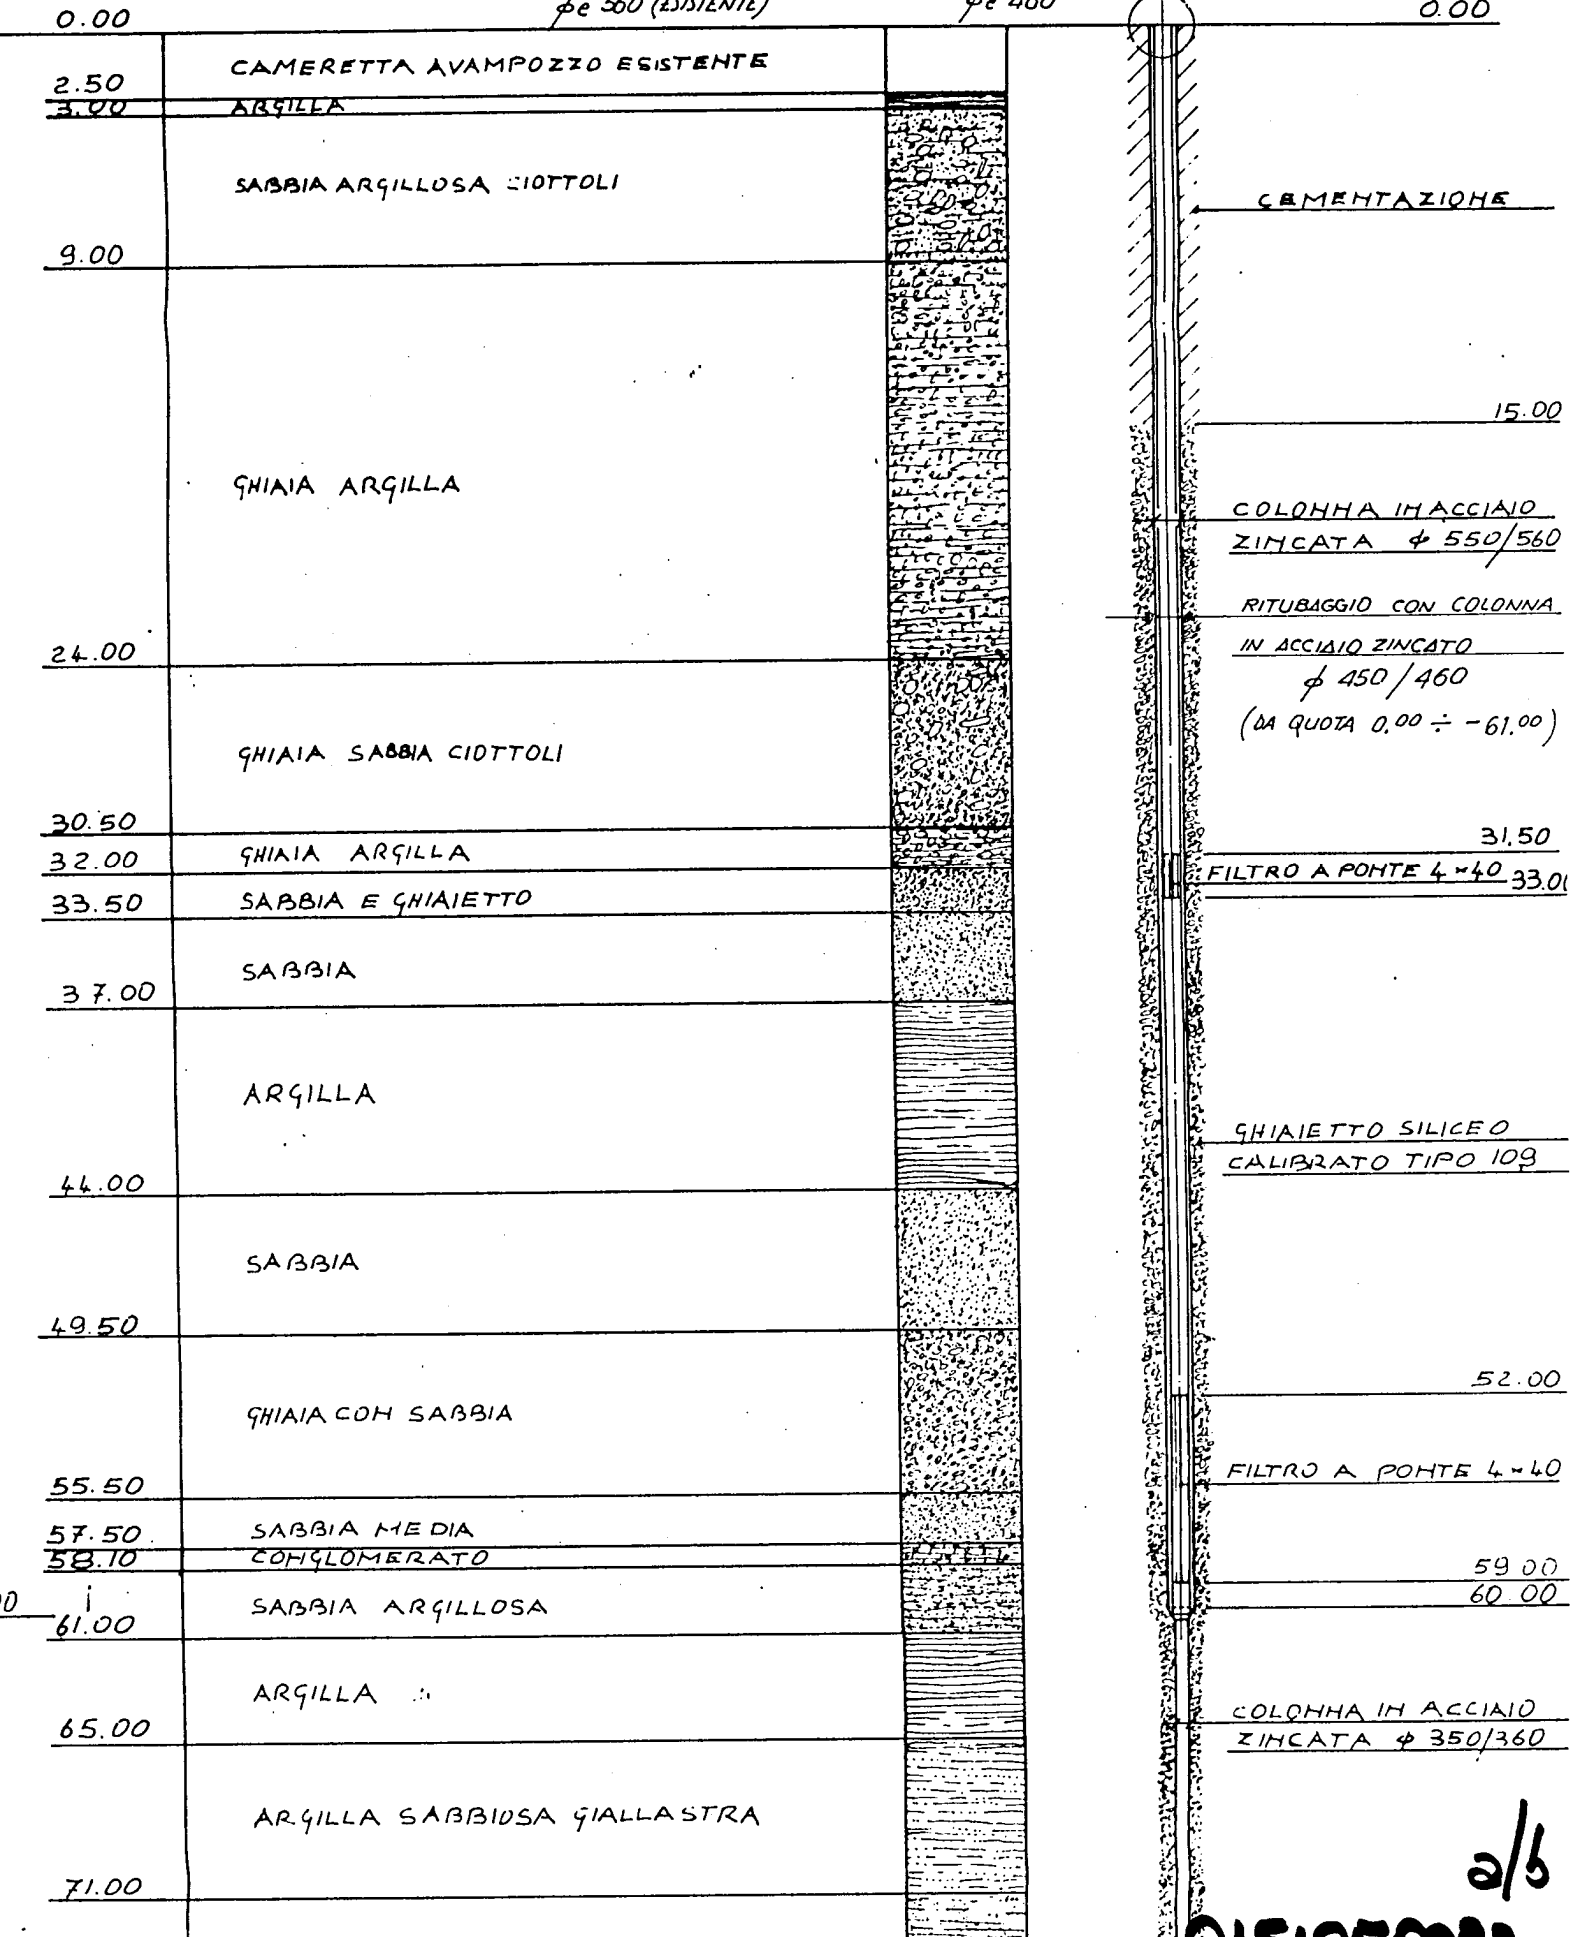 0.00
φe 560 (ESISTENTE)
φe 460
0.00
CAMERETTA AVAMPOZZO ESISTENTE
2.50
3.00
ARGILLA
SABBIA ARGILLOSA CIOTTOLI
CEMENTAZIONE
9.00
15.00
GHIAIA ARGILLA
COLONNA IN ACCIAIO
ZINCATA φ 550/560
RITUBAGGIO CON COLONNA
IN ACCIAIO ZINCATO
φ 450/460
(DA QUOTA 0.00 ÷ -61.00)
24.00
GHIAIA SABBIA CIOTTOLI
30.50
31.50
GHIAIA ARGILLA
32.00
FILTRO A PONTE 4×40
33.00
SABBIA E GHIAIETTO
33.50
SABBIA
37.00
ARGILLA
GHIAIETTO SILICEO
CALIBRATO TIPO 109
44.00
SABBIA
49.50
52.00
GHIAIA CON SABBIA
FILTRO A PONTE 4×40
55.50
SABBIA MEDIA
57.50
CONGLOMERATO
58.10
59.00
60.00
SABBIA ARGILLOSA
61.00
ARGILLA
COLONNA IN ACCIAIO
ZINCATA φ 350/360
65.00
ARGILLA SABBIOSA GIALLASTRA
a/b
71.00